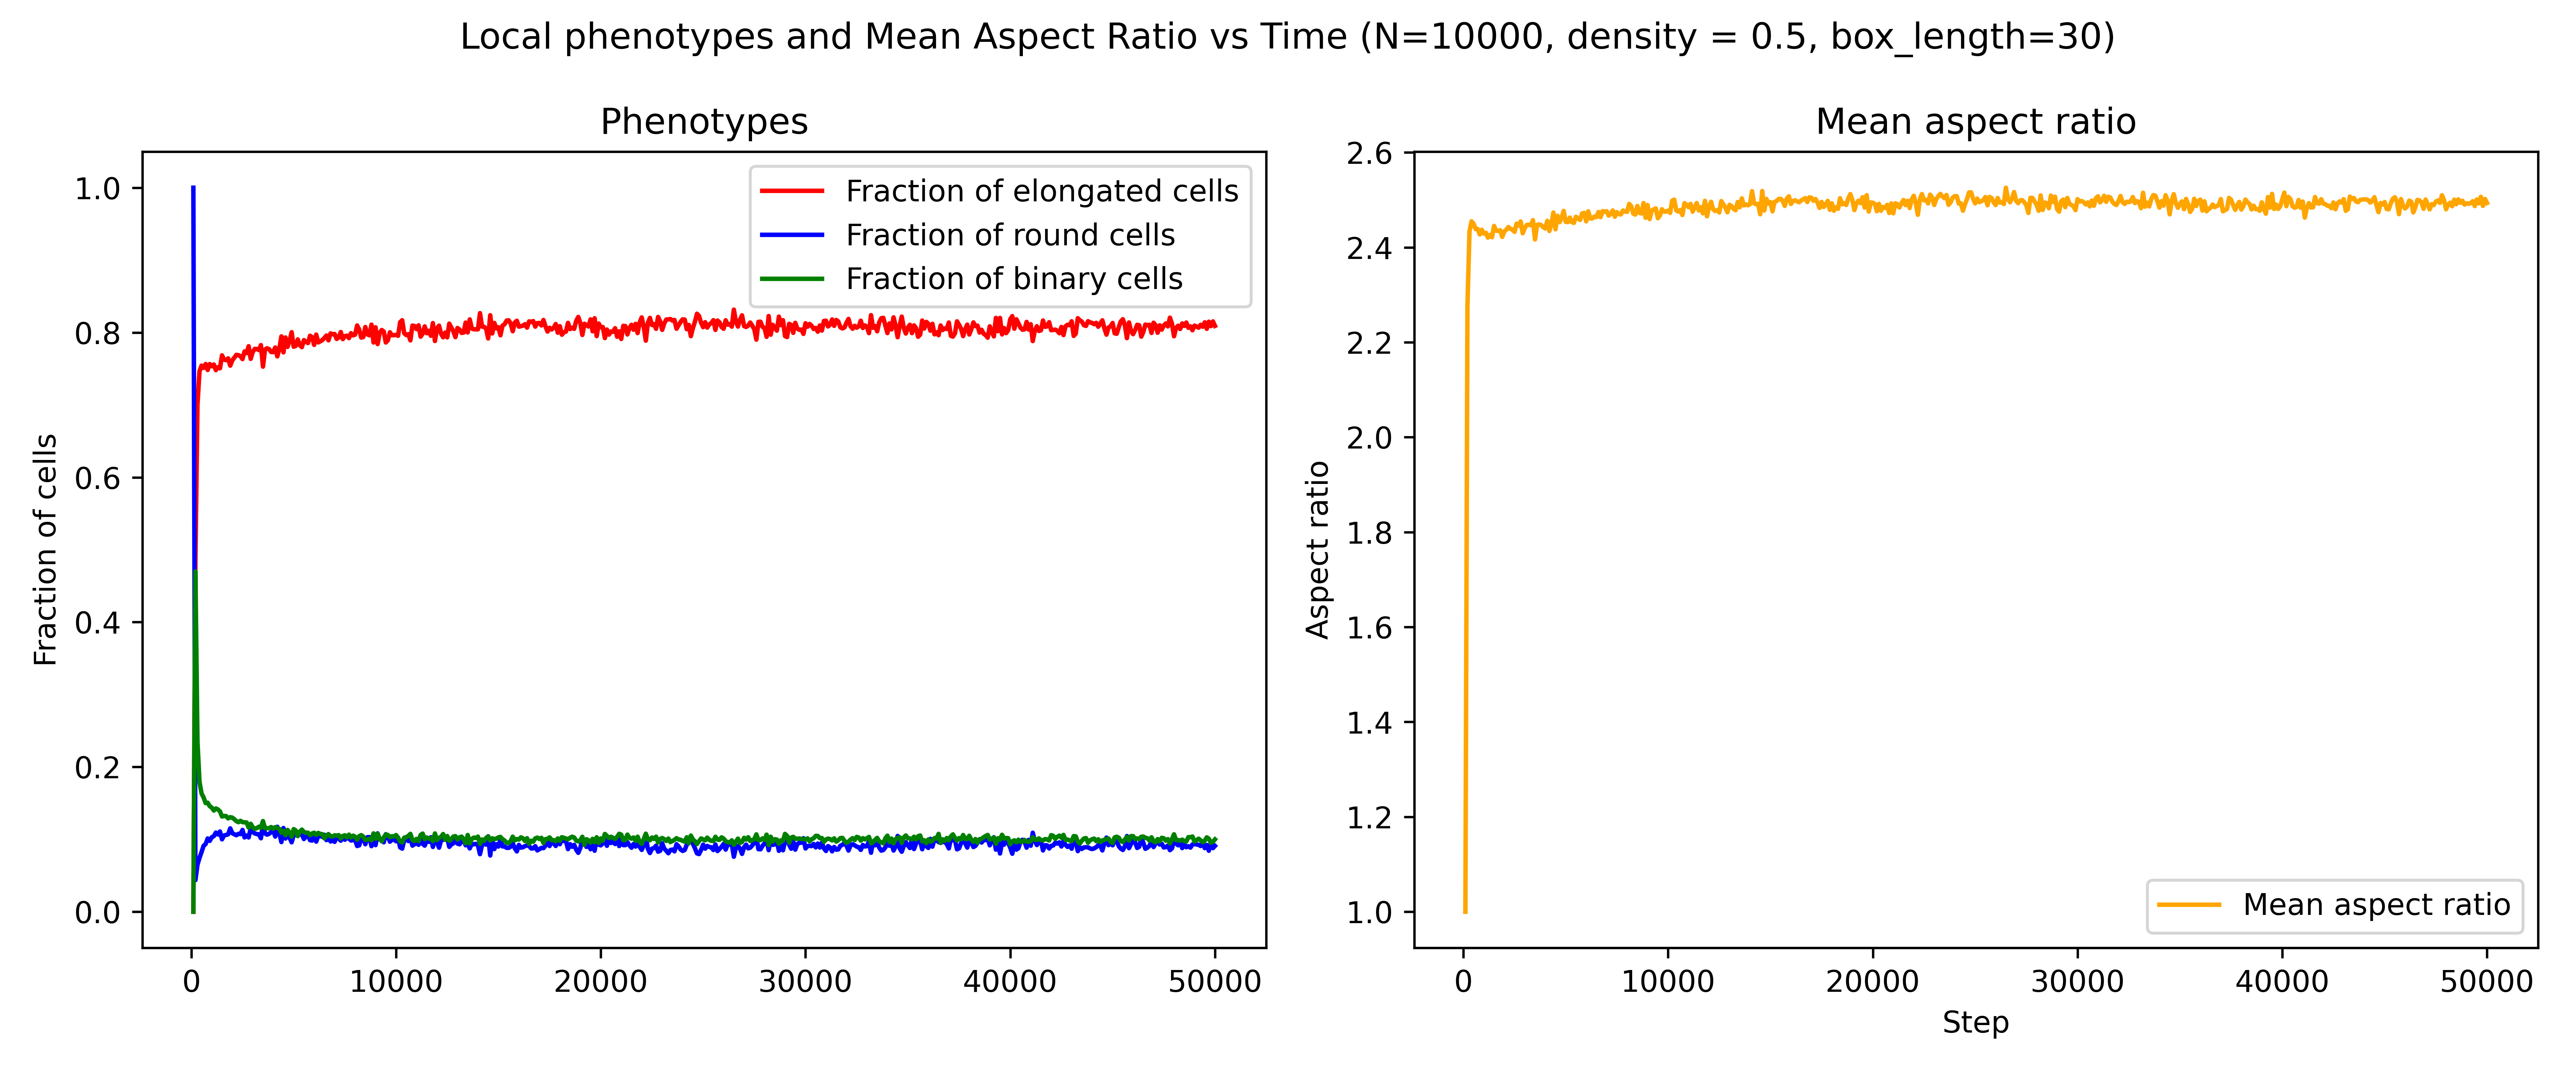 Local phenotypes and Mean Aspect Ratio vs Time (N=10000, density = 0.5, box_length=30)
Phenotypes
Fraction of cells
1.0
0.8
0.6
0.4
0.2
0.0
Fraction of elongated cells
Fraction of round cells
Fraction of binary cells
0 10000 20000 30000 40000 50000
Mean aspect ratio
Aspect ratio
2.6
2.4
2.2
2.0
1.8
1.6
1.4
1.2
1.0
Mean aspect ratio
0 10000 20000 30000 40000 50000
Step